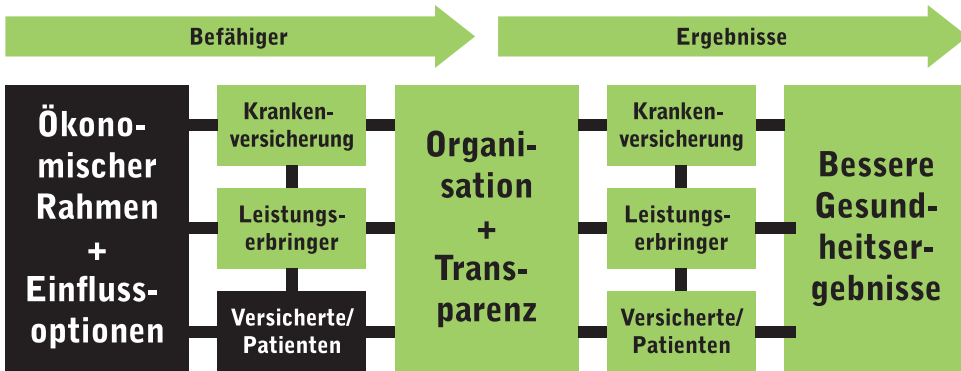 Befähiger
Ergebnisse
Ökono-
mischer
Rahmen
+
Einfluss-
optionen
Kranken-
versicherung
Leistungs-
erbringer
Versicherte/
Patienten
Organi-
sation
+
Trans-
parenz
Kranken-
versicherung
Leistungs-
erbringer
Versicherte/
Patienten
Bessere
Gesund-
heitser-
gebnisse